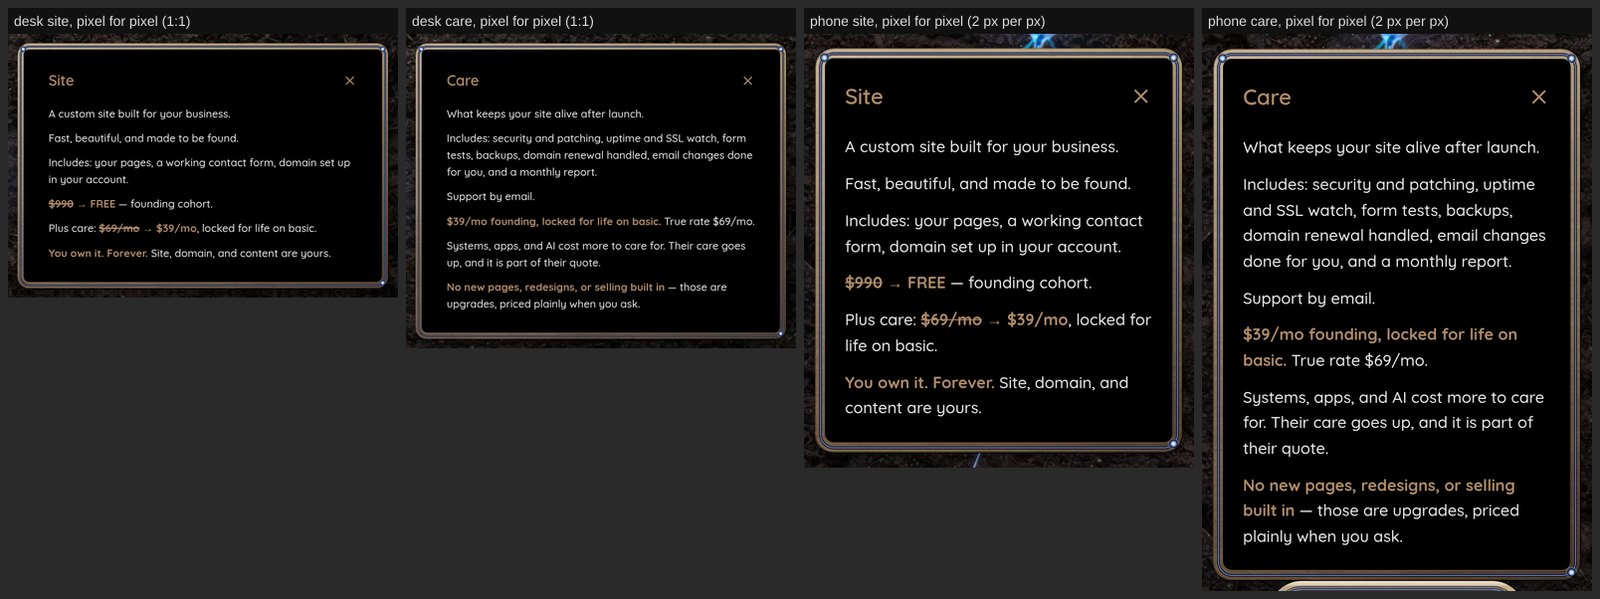 desk site, pixel for pixel (1:1)
Site
A custom site built for your business.
Fast, beautiful, and made to be found.
Includes: your pages, a working contact form, domain set up
in your account.
$990 → FREE — founding cohort.
Plus care: $69/mo → $39/mo, locked for life on basic.
You own it. Forever. Site, domain, and content are yours.
desk care, pixel for pixel (1:1)
Care
What keeps your site alive after launch.
Includes: security and patching, uptime and SSL watch, form
tests, backups, domain renewal handled, email changes done
for you, and a monthly report.
Support by email.
$39/mo founding, locked for life on basic. True rate $69/mo.
Systems, apps, and AI cost more to care for. Their care goes
up, and it is part of their quote.
No new pages, redesigns, or selling built in — those are
upgrades, priced plainly when you ask.
phone site, pixel for pixel (2 px per px)
Site
A custom site built for your business.
Fast, beautiful, and made to be found.
Includes: your pages, a working contact
form, domain set up in your account.
$990 → FREE — founding cohort.
Plus care: $69/mo → $39/mo, locked for
life on basic.
You own it. Forever. Site, domain, and
content are yours.
phone care, pixel for pixel (2 px per px)
Care
What keeps your site alive after launch.
Includes: security and patching, uptime
and SSL watch, form tests, backups,
domain renewal handled, email changes
done for you, and a monthly report.
Support by email.
$39/mo founding, locked for life on
basic. True rate $69/mo.
Systems, apps, and AI cost more to care
for. Their care goes up, and it is part of
their quote.
No new pages, redesigns, or selling
built in — those are upgrades, priced
plainly when you ask.